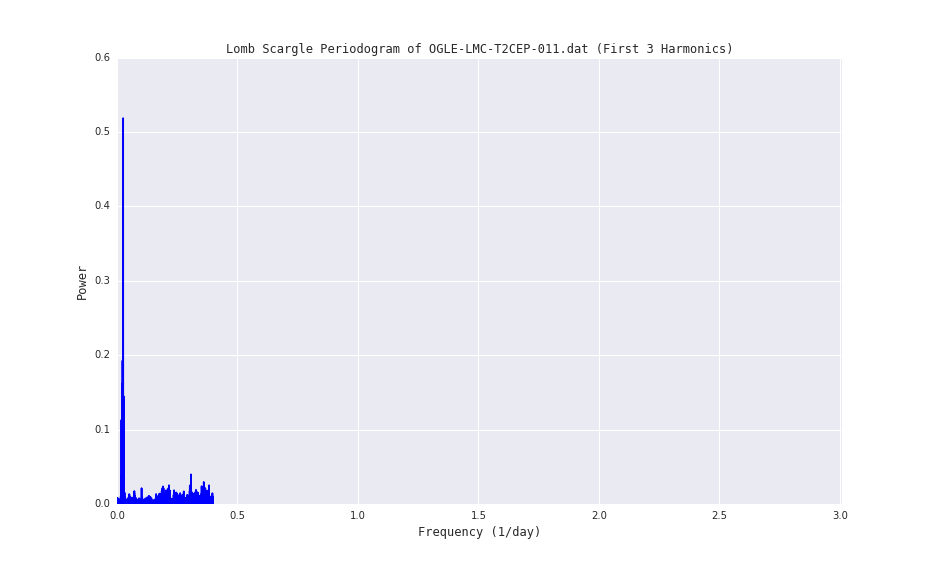 Lomb Scargle Periodogram of OGLE-LMC-T2CEP-011.dat (First 3 Harmonics)
0.6
0.5
0.4
0.3
0.2
0.1
0.0
Power
0.0 0.5 1.0 1.5 2.0 2.5 3.0
Frequency (1/day)